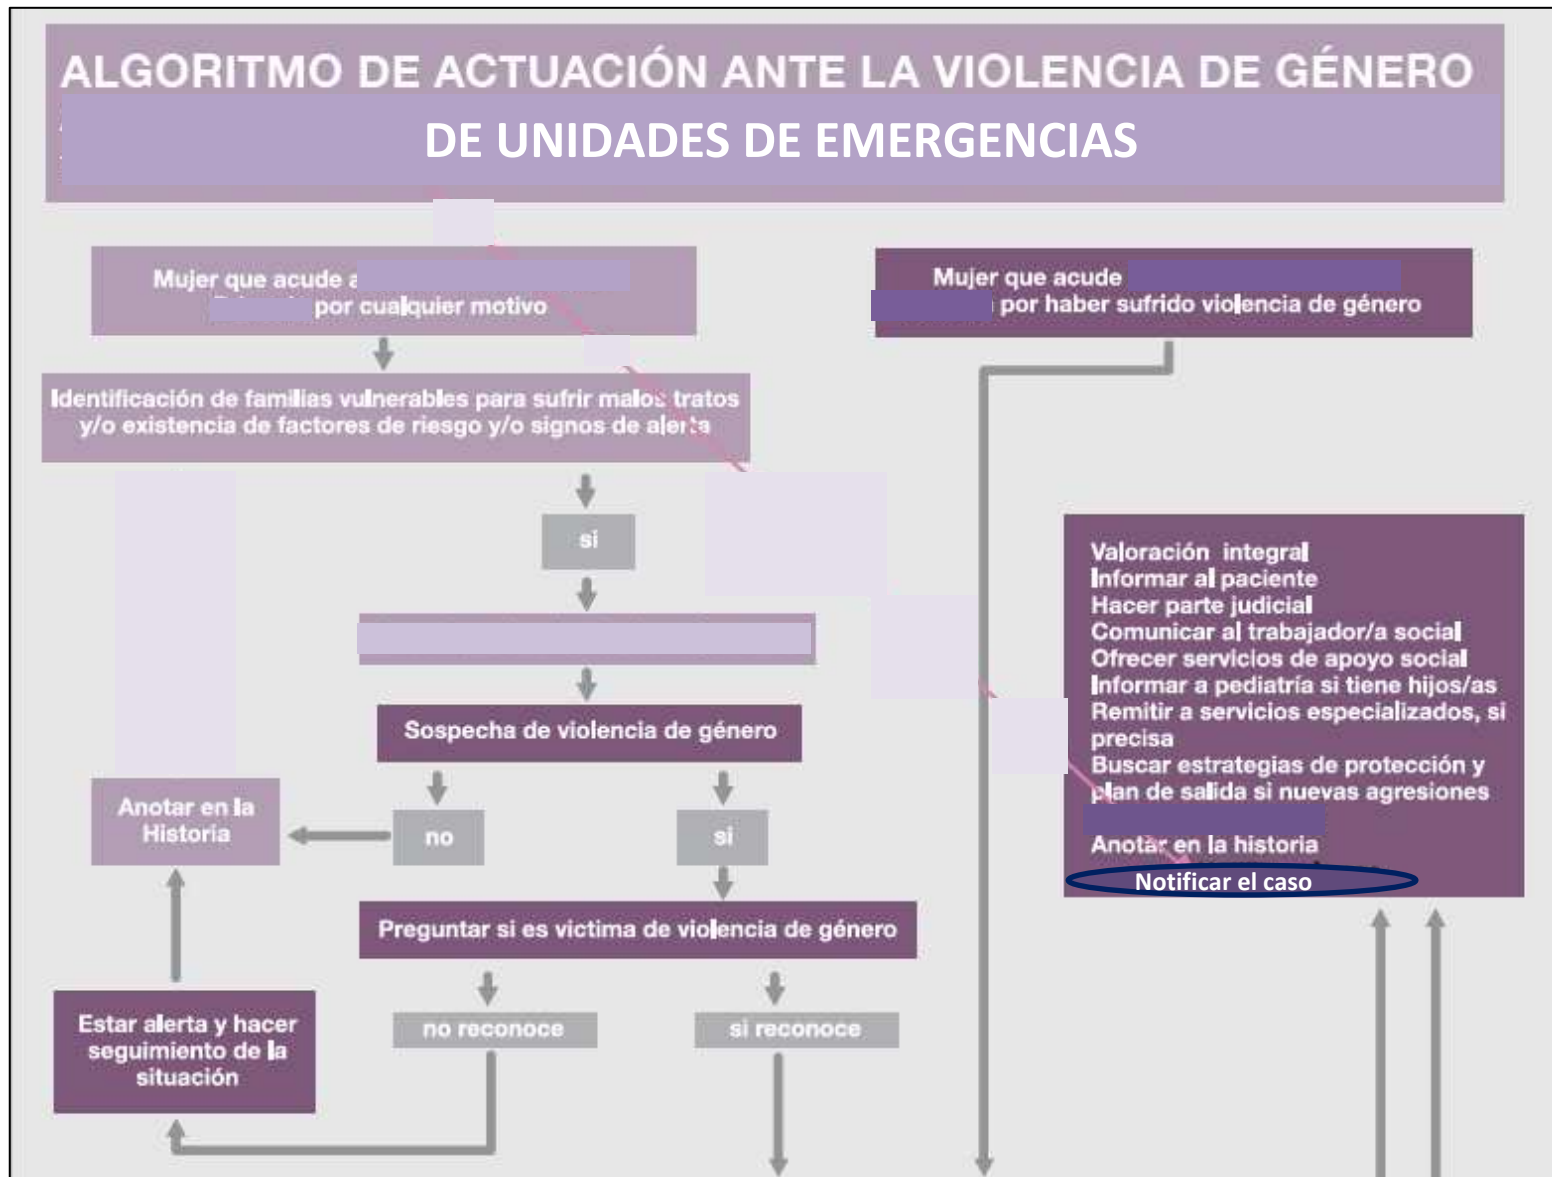 ALGORITMO DE ACTUACIÓN ANTE LA VIOLENCIA DE GÉNERO
DE UNIDADES DE EMERGENCIAS
Mujer que acude a
por cualquier motivo
Mujer que acude
por haber sufrido violencia de género
Identificación de familias vulnerables para sufrir malos tratos
y/o existencia de factores de riesgo y/o signos de alerta
si
Valoración integral
Informar al paciente
Hacer parte judicial
Comunicar al trabajador/a social
Ofrecer servicios de apoyo social
Informar a pediatría si tiene hijos/as
Remitir a servicios especializados, si
precisa
Buscar estrategias de protección y
plan de salida si nuevas agresiones
Anotar en la historia
Notificar el caso
Sospecha de violencia de género
Anotar en la
Historia
no
si
Preguntar si es victima de violencia de género
Estar alerta y hacer
seguimiento de la
situación
no reconoce
si reconoce